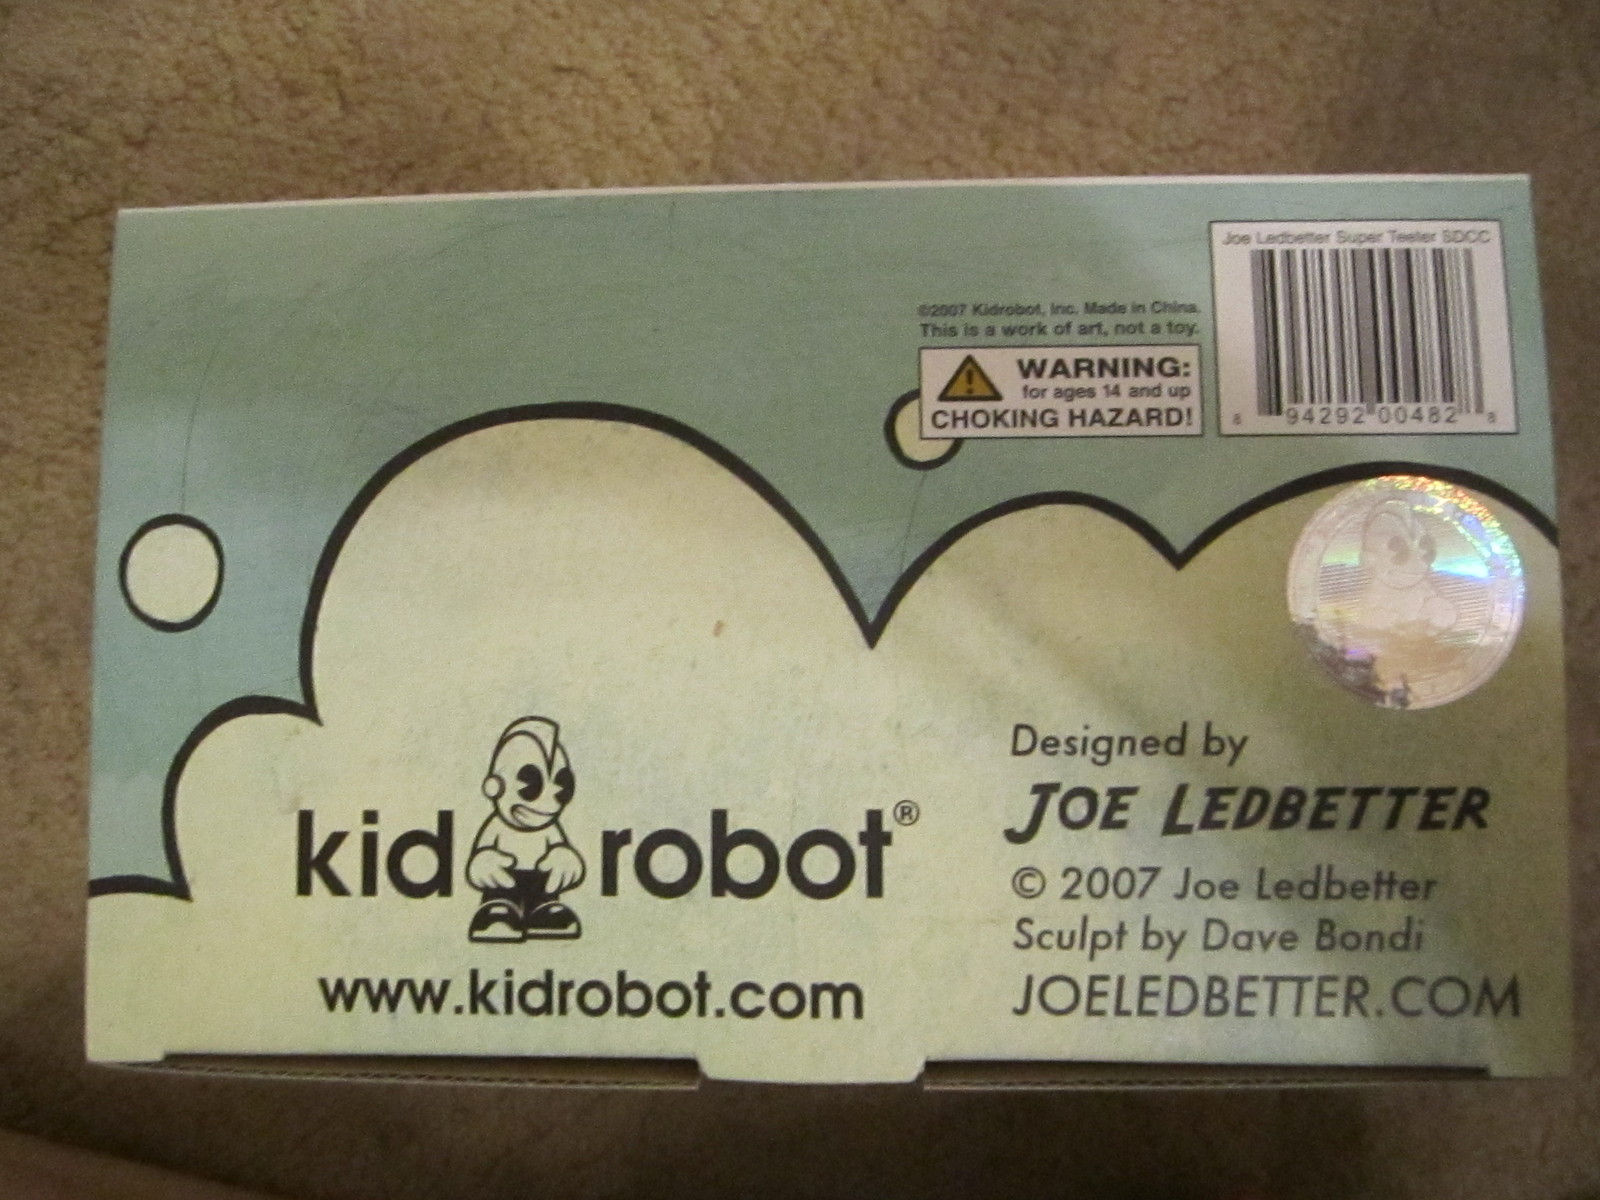 Joe Ledbetter Super Teeter SDCC
8 94292 00482 8
©2007 Kidrobot, Inc. Made in China.
This is a work of art, not a toy.
WARNING:
for ages 14 and up
CHOKING HAZARD!
kidrobot®
www.kidrobot.com
Designed by
JOE LEDBETTER
© 2007 Joe Ledbetter
Sculpt by Dave Bondi
JOELEDBETTER.COM